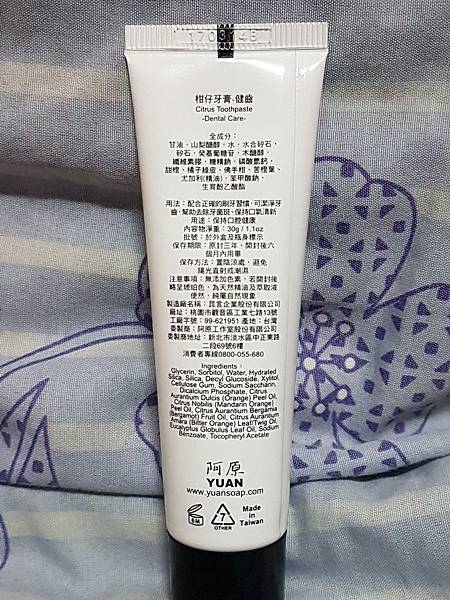 170314B
柑仔牙膏-健齒
Citrus Toothpaste
-Dental Care-
全成分：
甘油、山梨醣醇、水、水合矽石、
矽石、癸基葡糖苷、木醣醇、
纖維素膠、糖精鈉、磷酸氫鈣、
甜橙、橘子綠皮、佛手柑、苦橙葉、
尤加利(精油)、苯甲酸鈉、
生育酚乙酸酯
用法：配合正確的刷牙習慣，可潔淨牙
齒，幫助去除牙菌斑、保持口氣清新
用途：保持口腔健康
內容物淨重：30g / 1.1oz
批號：於外盒及瓶身標示
保存期限：原封三年，開封後六
個月內用畢
保存方法：置陰涼處，避免
陽光直射或潮濕
注意事項：無添加色素，若開封後
略呈琥珀色，為天然精油及萃取液
使然，純屬自然現象
製造廠名稱：昆言企業股份有限公司
廠址：桃園市觀音區工業七路13號
工廠字號：99-621951 產地：台灣
委製商：阿原工作室股份有限公司
委製商地址：新北市淡水區中正東路
二段69號6樓
消費者專線0800-055-680
Ingredients：
Glycerin, Sorbitol, Water, Hydrated
Silica, Silica, Decyl Glucoside, Xylitol,
Cellulose Gum, Sodium Saccharin,
Dicalcium Phosphate, Citrus
Aurantium Dulcis (Orange) Peel Oil,
Citrus Nobilis (Mandarin Orange)
Peel Oil, Citrus Aurantium Bergamia
(Bergamot) Fruit Oil, Citrus Aurantium
Amara (Bitter Orange) Leaf/Twig Oil,
Eucalyptus Globulus Leaf Oil, Sodium
Benzoate, Tocopheryl Acetate
阿原
YUAN
www.yuansoap.com
6M
7
OTHER
Made in
Taiwan